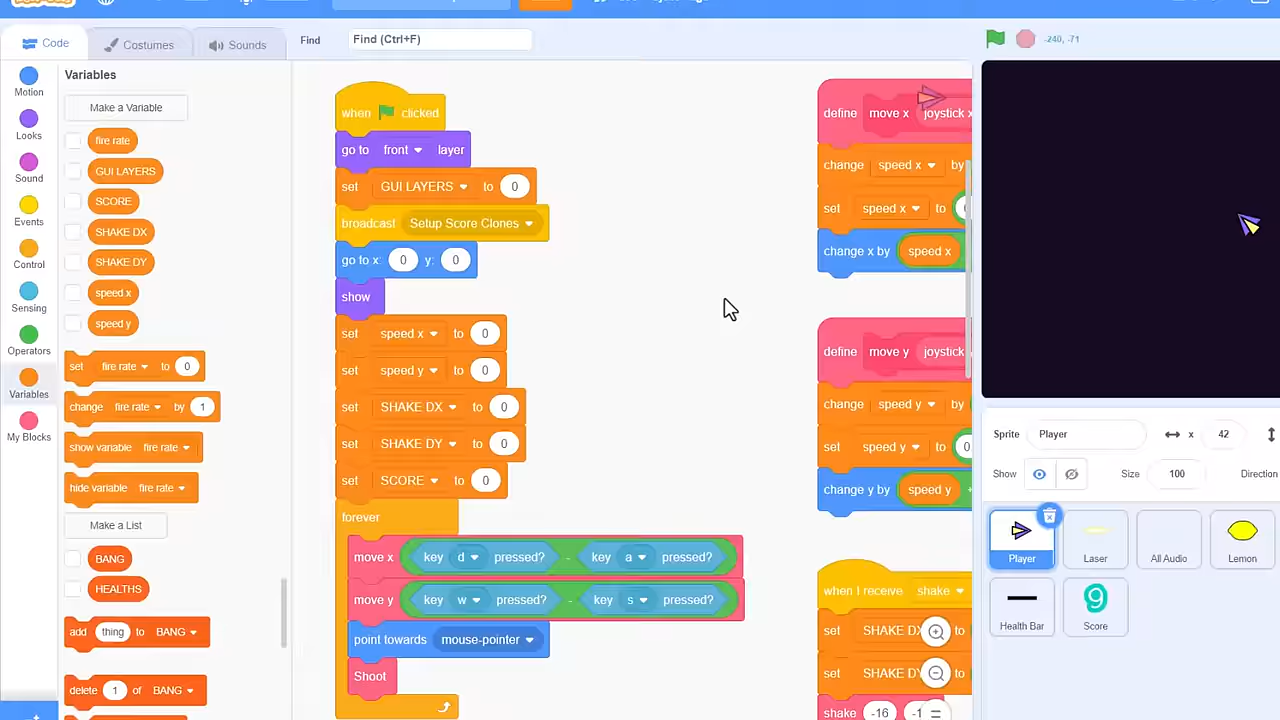 Code
Costumes
Sounds
Find
Find (Ctrl+F)
-240, -71
Motion
Looks
Sound
Events
Control
Sensing
Operators
Variables
My Blocks
Variables
Make a Variable
fire rate
GUI LAYERS
SCORE
SHAKE DX
SHAKE DY
speed x
speed y
set fire rate to 0
change fire rate by 1
show variable fire rate
hide variable fire rate
Make a List
BANG
HEALTHS
add thing to BANG
delete 1 of BANG
when clicked
go to front layer
set GUI LAYERS to 0
broadcast Setup Score Clones
go to x: 0 y: 0
show
set speed x to 0
set speed y to 0
set SHAKE DX to 0
set SHAKE DY to 0
set SCORE to 0
forever
move x key d pressed? - key a pressed?
move y key w pressed? - key s pressed?
point towards mouse-pointer
Shoot
define move x joystick x
change speed x by
set speed x to
change x by speed x
define move y joystick
change speed y by
set speed y to 0
change y by speed y +
when I receive shake
set SHAKE DX to
set SHAKE DY to
shake -16 -1
Sprite Player x 42
Show Size 100 Direction
Player
Laser
All Audio
Lemon
Health Bar
9
Score